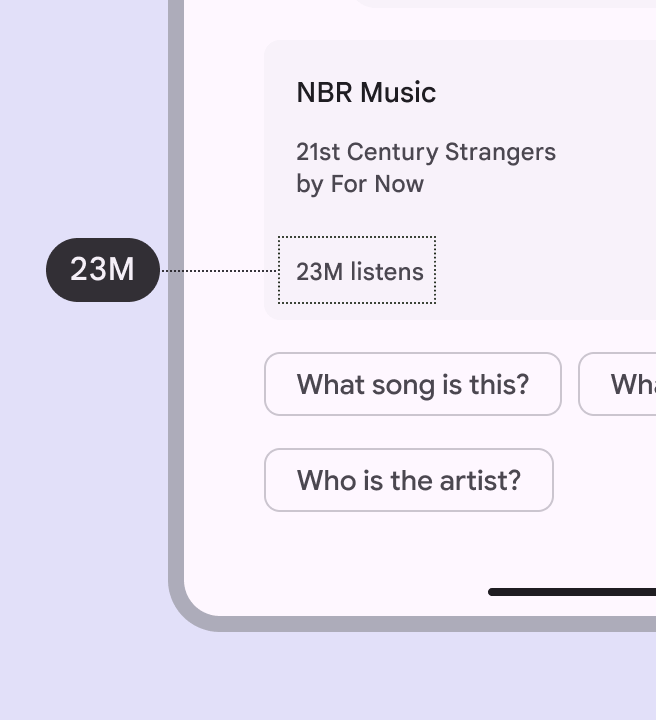 NBR Music
21st Century Strangers
by For Now
23M
23M listens
What song is this?
Who is the artist?